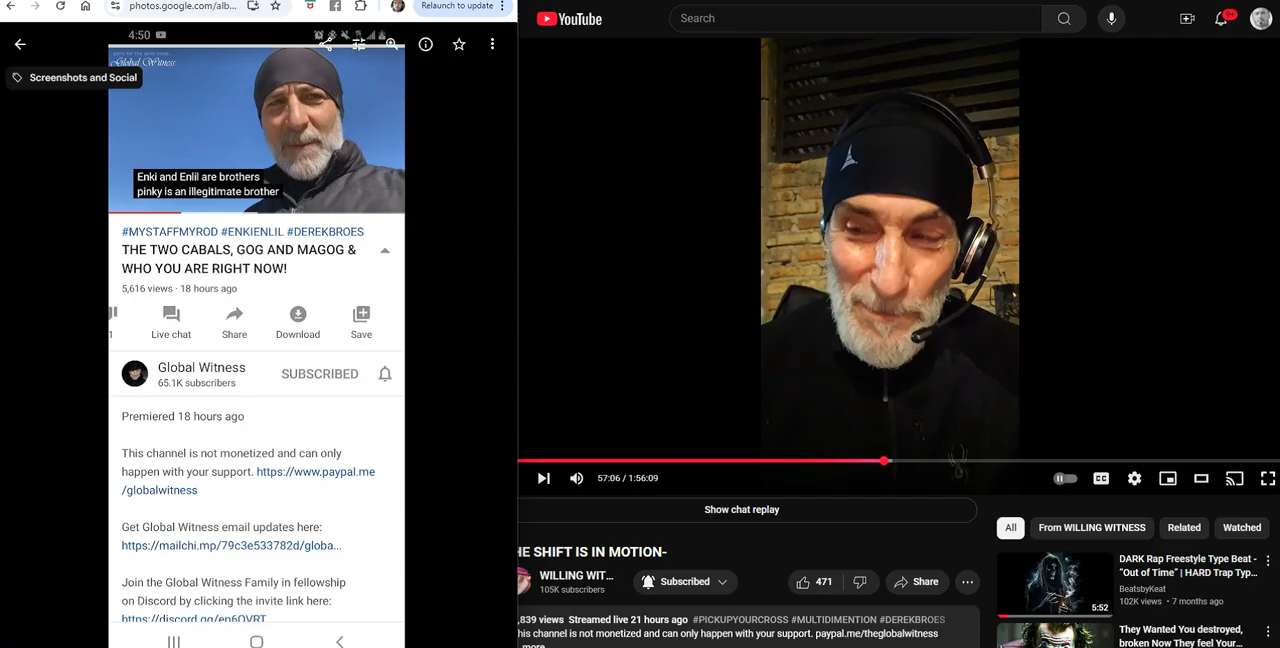 photos.google.com/alb...
Relaunch to update
4:50
Global Witness
Screenshots and Social
Enki and Enlil are brothers
pinky is an illegitimate brother
#MYSTAFFMYROD #ENKIENLIL #DEREKBROES
THE TWO CABALS, GOG AND MAGOG &
WHO YOU ARE RIGHT NOW!
5,616 views · 18 hours ago
1 Live chat Share Download Save
Global Witness
65.1K subscribers
SUBSCRIBED
Premiered 18 hours ago
This channel is not monetized and can only
happen with your support. https://www.paypal.me
/globalwitness
Get Global Witness email updates here:
https://mailchi.mp/79c3e533782d/globa...
Join the Global Witness Family in fellowship
on Discord by clicking the invite link here:
https://discord.gg/ep6QVRT
YouTube
Search
9+
57:06 / 1:56:09
CC
Show chat replay
HE SHIFT IS IN MOTION-
WILLING WIT...
105K subscribers
Subscribed
471
Share
,839 views Streamed live 21 hours ago #PICKUPYOURCROSS #MULTIDIMENTION #DEREKBROES
his channel is not monetized and can only happen with your support. paypal.me/theglobalwitness
more
All
From WILLING WITNESS
Related
Watched
DARK Rap Freestyle Type Beat -
"Out of Time" | HARD Trap Typ...
BeatsbyKeat
102K views · 7 months ago
5:52
They Wanted You destroyed,
broken Now They feel Your...